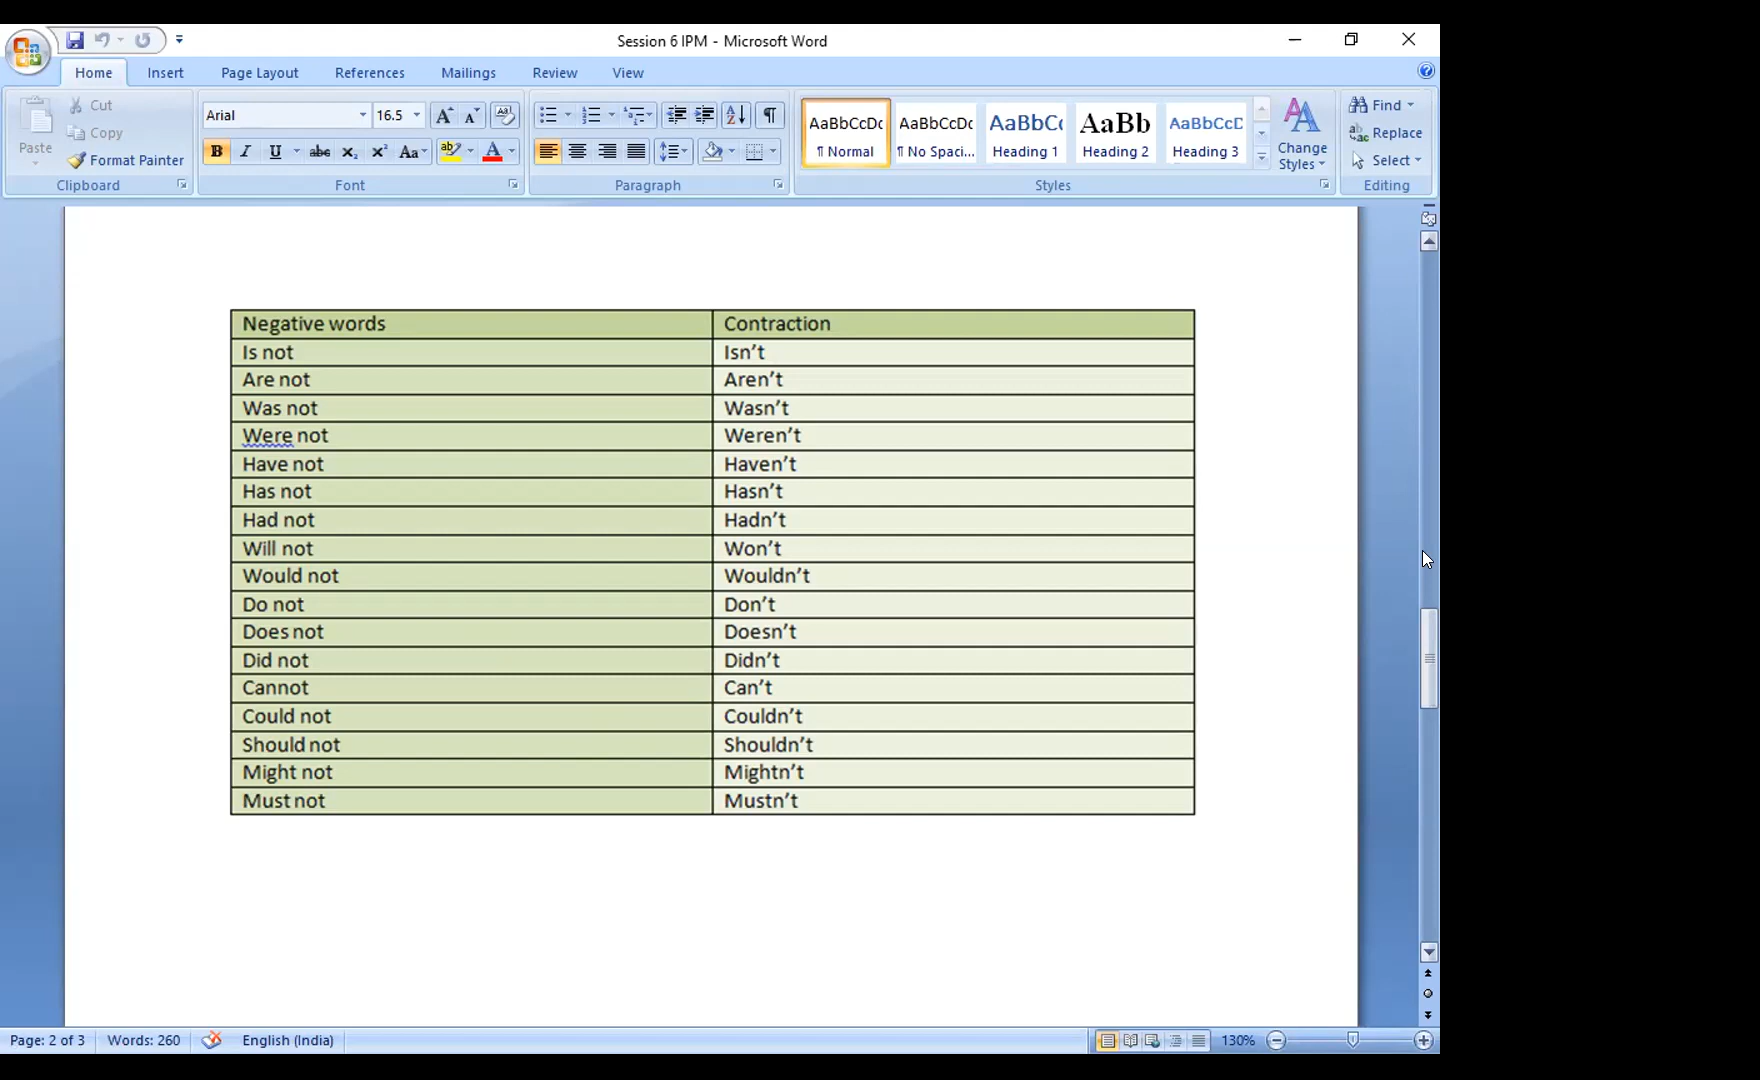 Session 6 IPM - Microsoft Word
Home Insert Page Layout References Mailings Review View
Cut
Copy
Paste
Format Painter
Clipboard
Arial 16.5
Font
Paragraph
AaBbCcDc AaBbCcDc AaBbC AaBb AaBbCcD
¶ Normal ¶ No Spaci... Heading 1 Heading 2 Heading 3
Change
Styles
Styles
Find
Replace
Select
Editing
Negative words Contraction
Is not Isn’t
Are not Aren’t
Was not Wasn’t
Were not Weren’t
Have not Haven’t
Has not Hasn’t
Had not Hadn’t
Will not Won’t
Would not Wouldn’t
Do not Don’t
Does not Doesn’t
Did not Didn’t
Cannot Can’t
Could not Couldn’t
Should not Shouldn’t
Might not Mightn’t
Must not Mustn’t
Page: 2 of 3 Words: 260 English (India) 130%